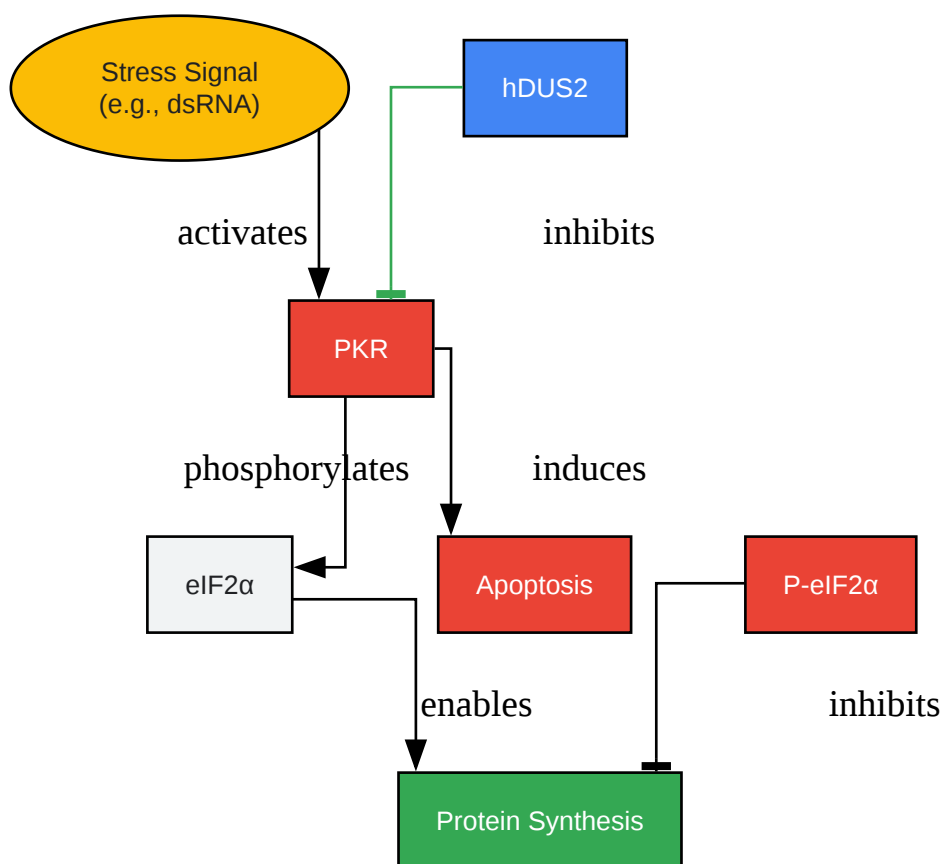 Stress Signal
(e.g., dsRNA)
hDUS2
activates
inhibits
PKR
phosphorylates
induces
eIF2α
Apoptosis
P-eIF2α
enables
inhibits
Protein Synthesis